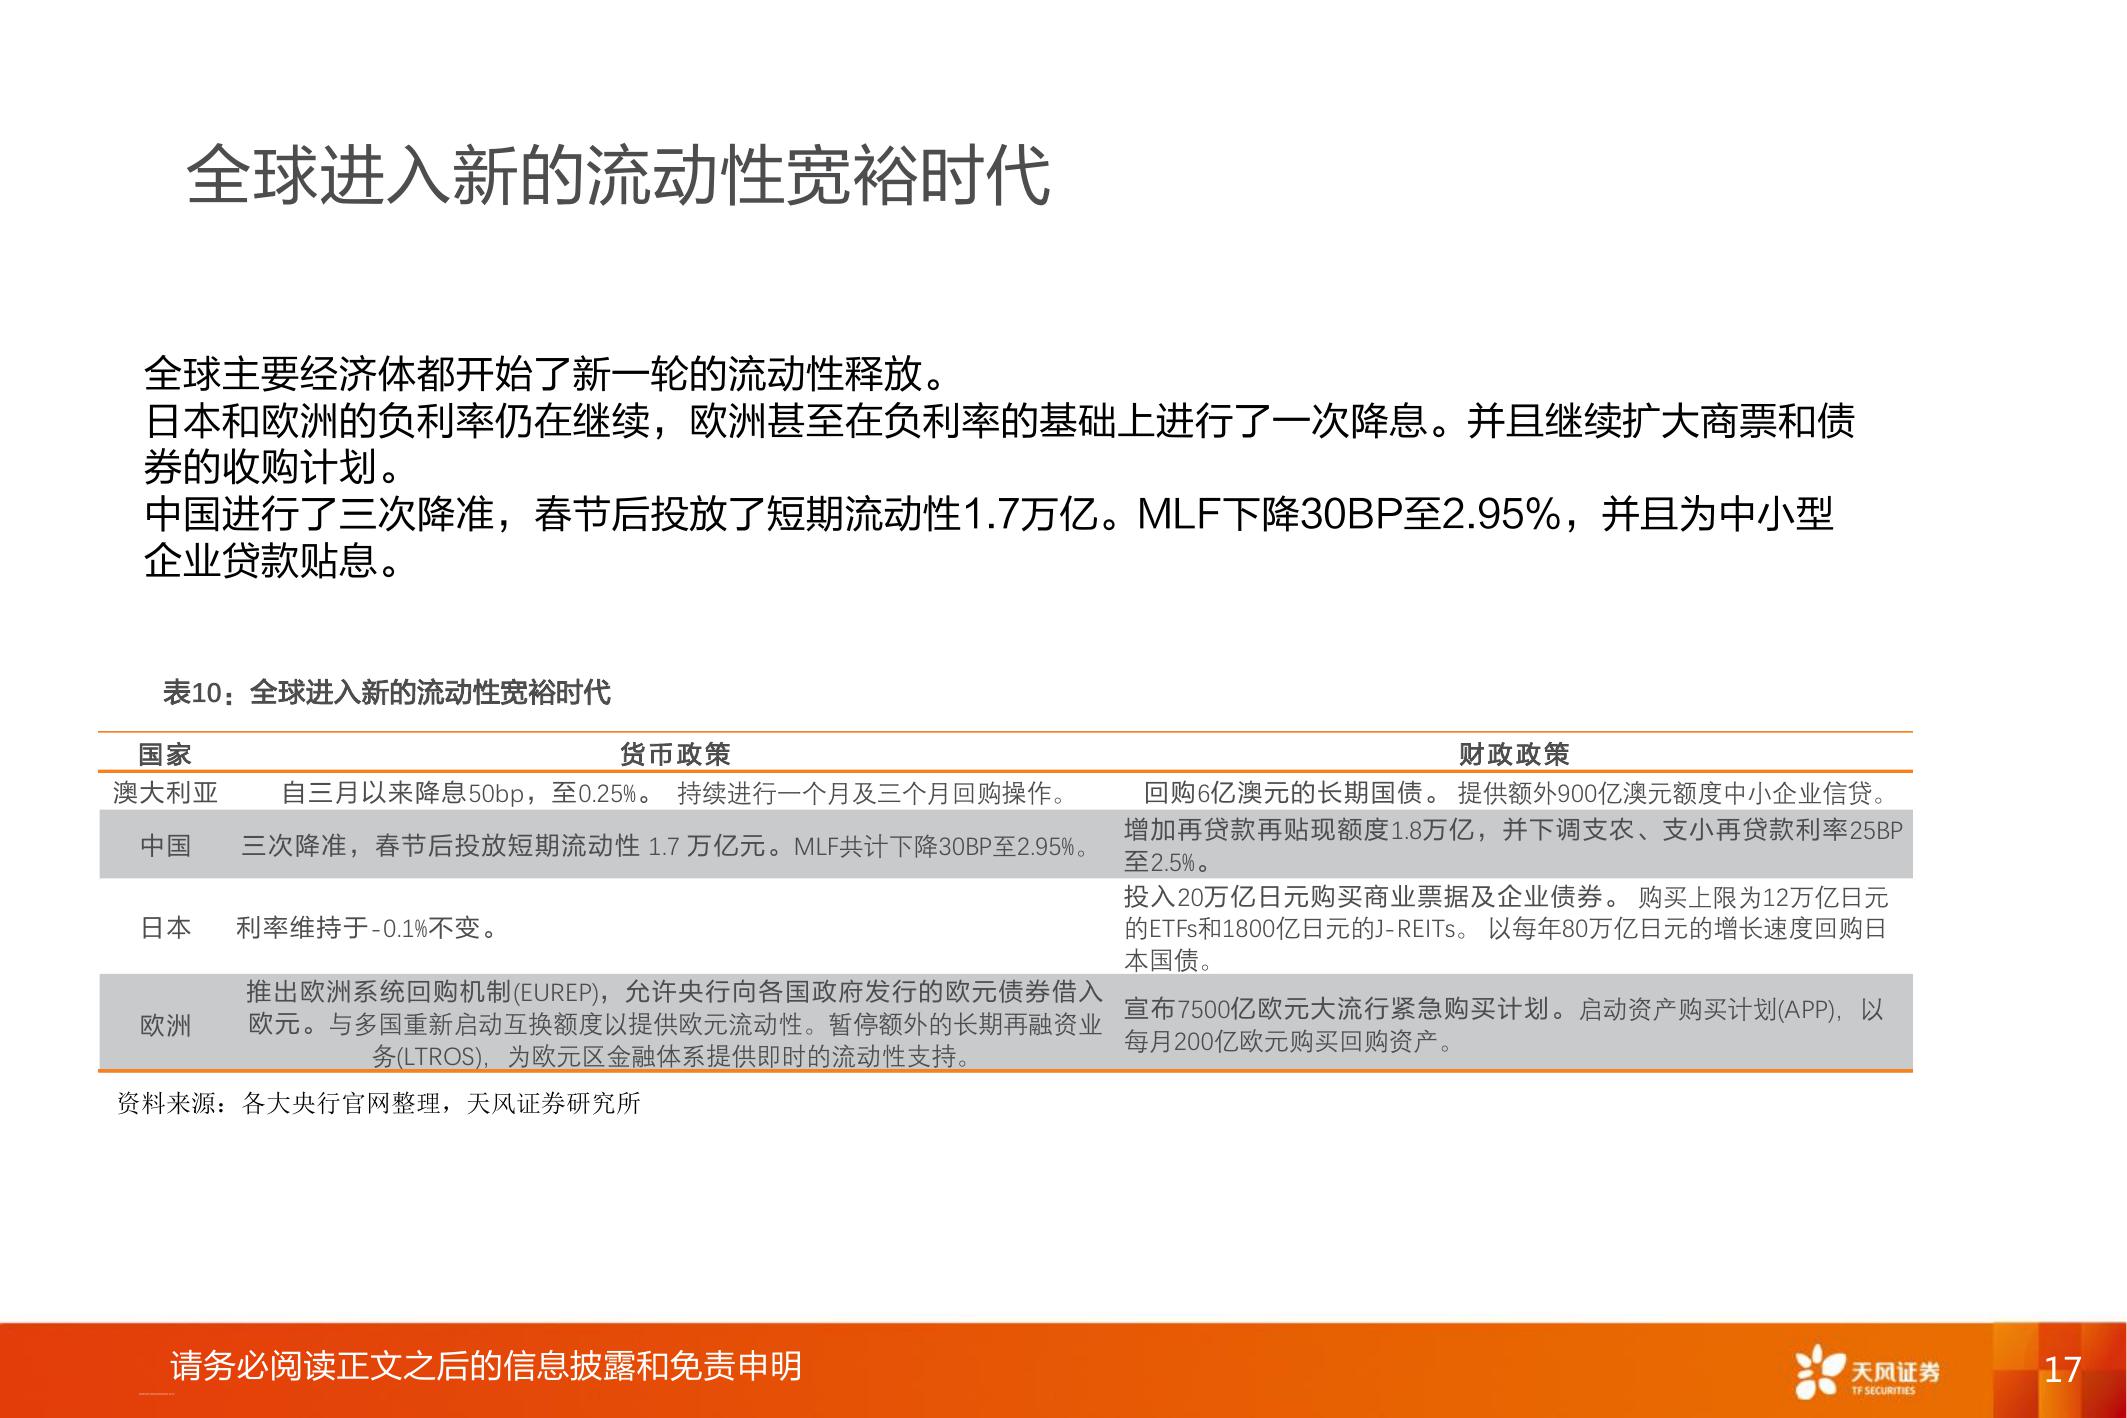 全球进入新的流动性宽裕时代
全球主要经济体都开始了新一轮的流动性释放。
日本和欧洲的负利率仍在继续，欧洲甚至在负利率的基础上进行了一次降息。并且继续扩大商票和债
券的收购计划。
中国进行了三次降准，春节后投放了短期流动性1.7万亿。MLF下降30BP至2.95%，并且为中小型
企业贷款贴息。
表10：全球进入新的流动性宽裕时代
国家 货币政策 财政政策
澳大利亚 自三月以来降息50bp，至0.25%。 持续进行一个月及三个月回购操作。 回购6亿澳元的长期国债。 提供额外900亿澳元额度中小企业信贷。
中国 三次降准，春节后投放短期流动性 1.7 万亿元。MLF共计下降30BP至2.95%。
增加再贷款再贴现额度1.8万亿，并下调支农、支小再贷款利率25BP
至2.5%。
日本 利率维持于-0.1%不变。
投入20万亿日元购买商业票据及企业债券。 购买上限为12万亿日元
的ETFs和1800亿日元的J-REITs。 以每年80万亿日元的增长速度回购日
本国债。
欧洲
推出欧洲系统回购机制(EUREP)，允许央行向各国政府发行的欧元债券借入
欧元。与多国重新启动互换额度以提供欧元流动性。暂停额外的长期再融资业
务(LTROS)，为欧元区金融体系提供即时的流动性支持。
宣布7500亿欧元大流行紧急购买计划。启动资产购买计划(APP)，以
每月200亿欧元购买回购资产。
资料来源：各大央行官网整理，天风证券研究所
请务必阅读正文之后的信息披露和免责申明
天风证券
TF SECURITIES
17